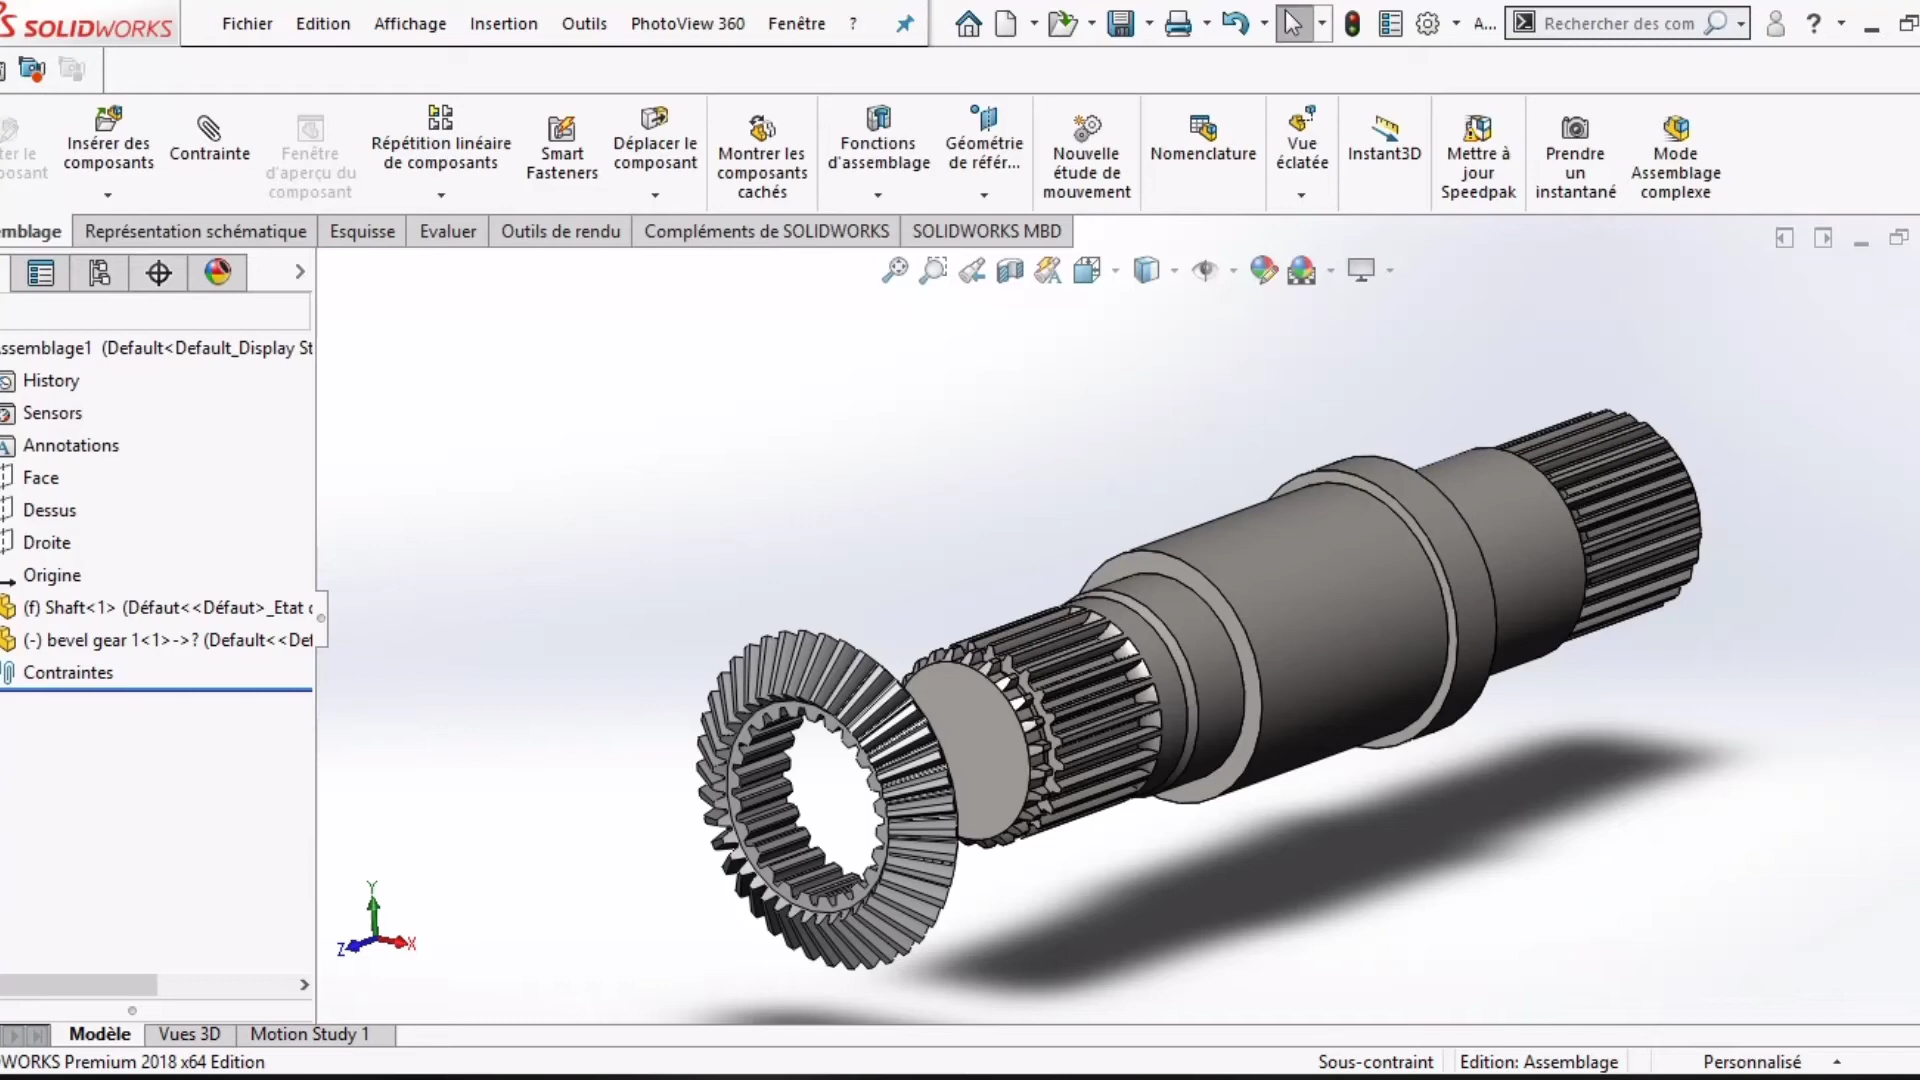 SOLIDWORKS
Fichier Edition Affichage Insertion Outils PhotoView 360 Fenêtre ?
A...
Rechercher des com
?
ter le
posant
Insérer des
composants
Contrainte
Fenêtre
d'aperçu du
composant
Répétition linéaire
de composants
Smart
Fasteners
Déplacer le
composant
Montrer les
composants
cachés
Fonctions
d'assemblage
Géométrie
de référ...
Nouvelle
étude de
mouvement
Nomenclature
Vue
éclatée
Instant3D
Mettre à
jour
Speedpak
Prendre
un
instantané
Mode
Assemblage
complexe
emblage Représentation schématique Esquisse Evaluer Outils de rendu Compléments de SOLIDWORKS SOLIDWORKS MBD
ssemblage1 (Default<Default_Display St
History
Sensors
Annotations
Face
Dessus
Droite
Origine
(f) Shaft<1> (Défaut<<Défaut>_Etat
(-) bevel gear 1<1>->? (Default<<Def
Contraintes
Y
Z X
Modèle Vues 3D Motion Study 1
WORKS Premium 2018 x64 Edition
Sous-contraint Edition: Assemblage Personnalisé